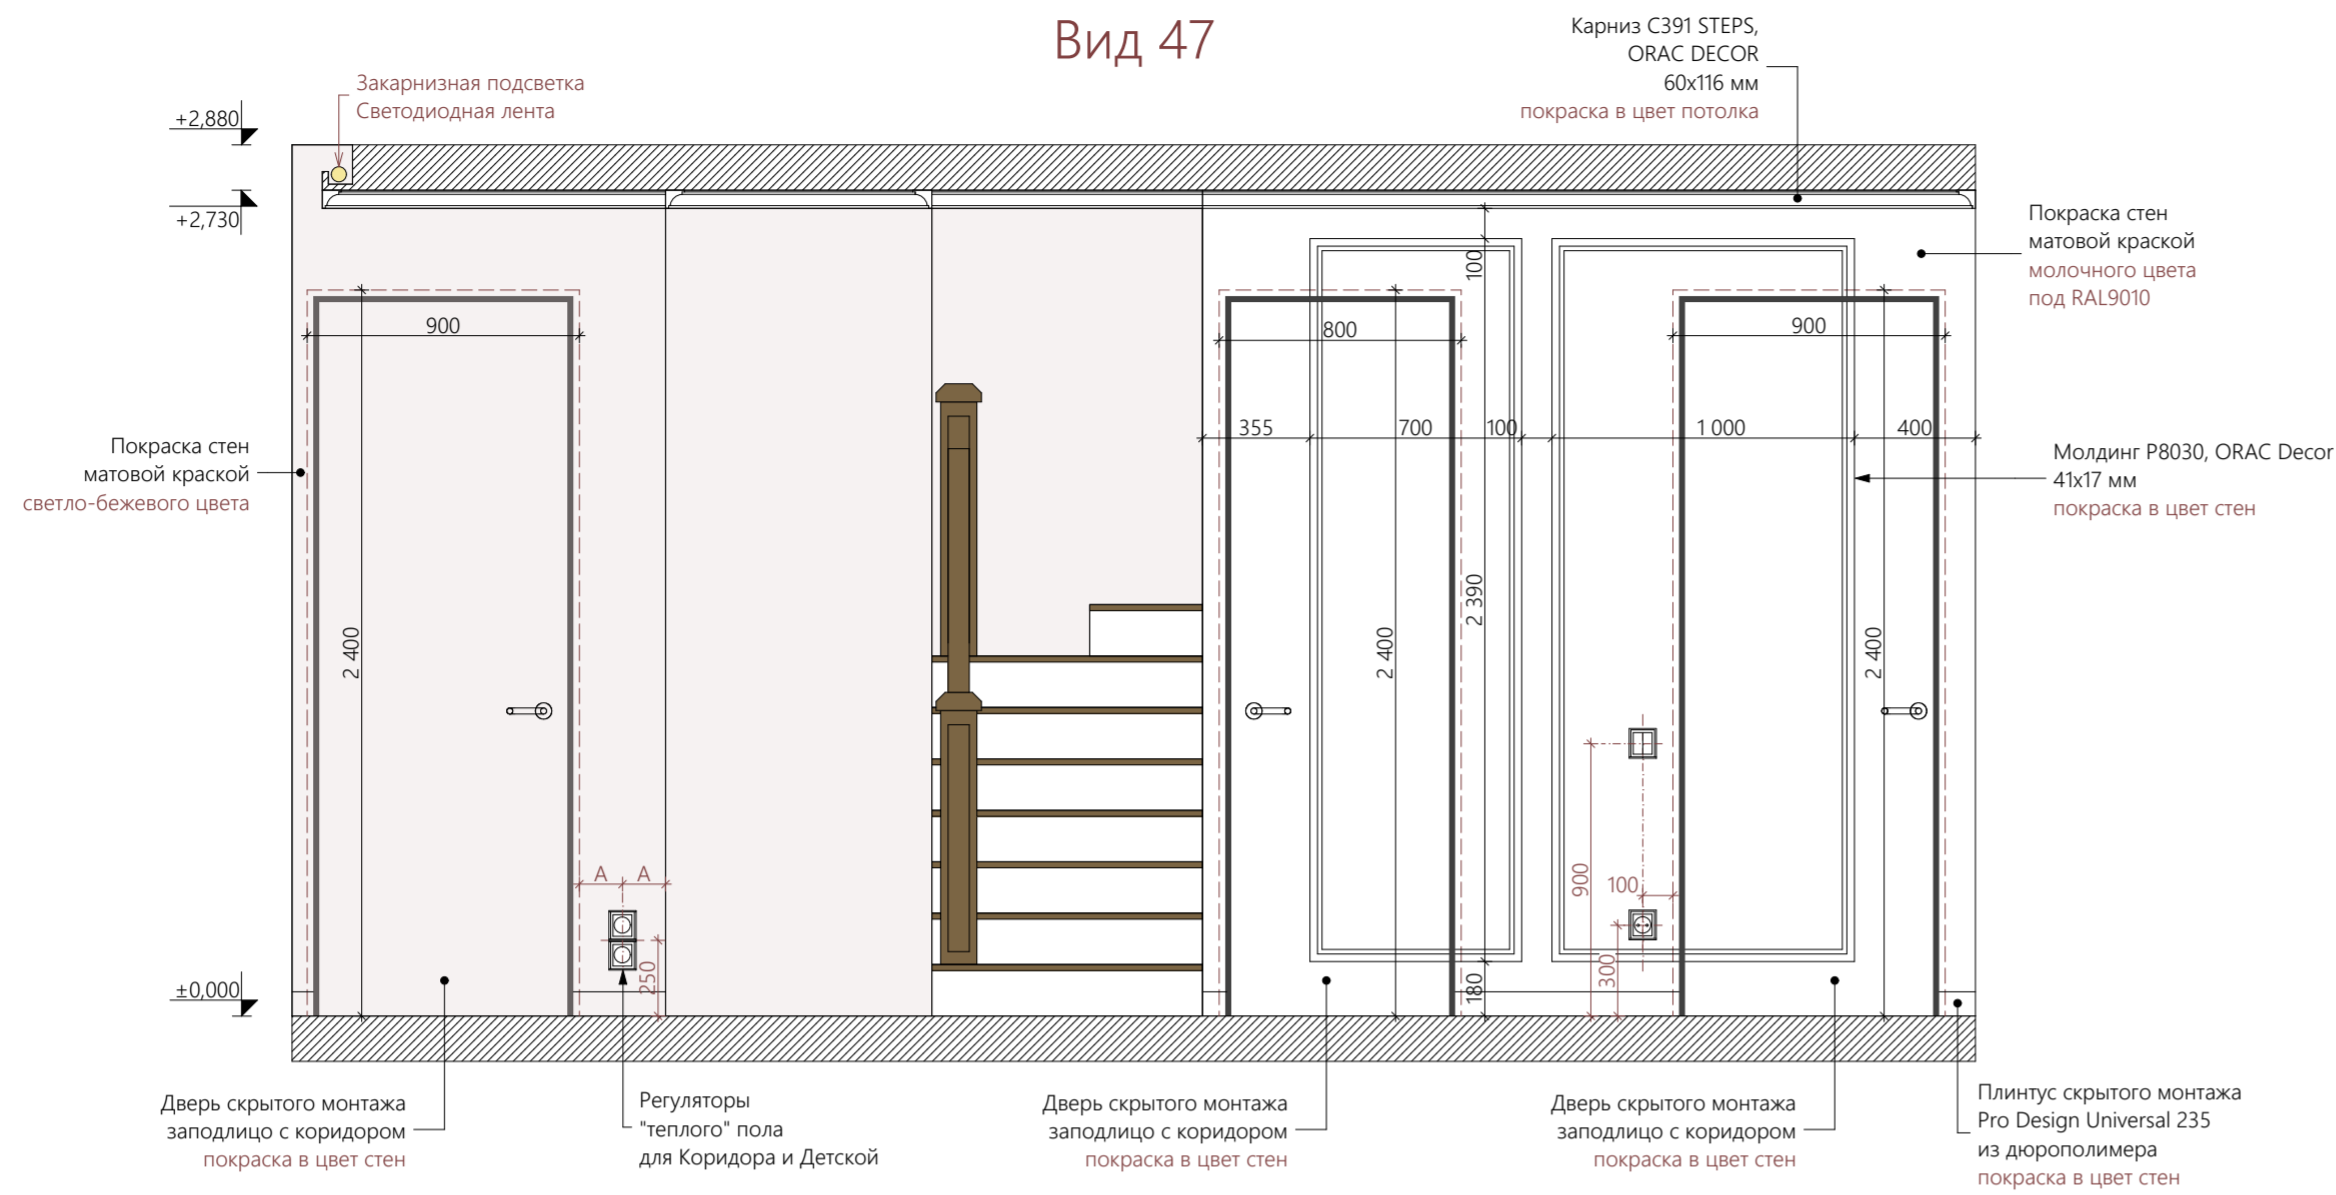 Вид 47
Карниз C391 STEPS,
ORAC DECOR
60x116 мм
покраска в цвет потолка
Закарнизная подсветка
Светодиодная лента
+2,880
+2,730
Покраска стен
матовой краской
молочного цвета
под RAL9010
100
900
800
900
355
700
100
1 000
400
Покраска стен
матовой краской
светло-бежевого цвета
Молдинг P8030, ORAC Decor
41x17 мм
покраска в цвет стен
2 400
2 400
2 390
2 400
A
A
900
100
250
300
180
±0,000
Дверь скрытого монтажа
заподлицо с коридором
покраска в цвет стен
Регуляторы
"теплого" пола
для Коридора и Детской
Дверь скрытого монтажа
заподлицо с коридором
покраска в цвет стен
Дверь скрытого монтажа
заподлицо с коридором
покраска в цвет стен
Плинтус скрытого монтажа
Pro Design Universal 235
из дюрополимера
покраска в цвет стен